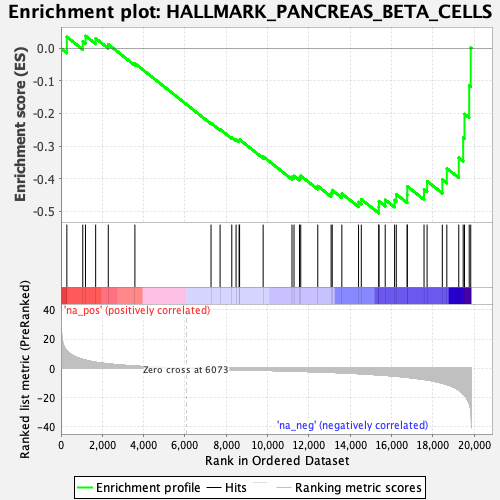 Enrichment plot: HALLMARK_PANCREAS_BETA_CELLS
Enrichment score (ES)
0.0
-0.1
-0.2
-0.3
-0.4
-0.5
'na_pos' (positively correlated)
Ranked list metric (PreRanked)
40
20
0
-20
-40
Zero cross at 6073
'na_neg' (negatively correlated)
0
2,000
4,000
6,000
8,000
10,000
12,000
14,000
16,000
18,000
20,000
Rank in Ordered Dataset
Enrichment profile
Hits
Ranking metric scores